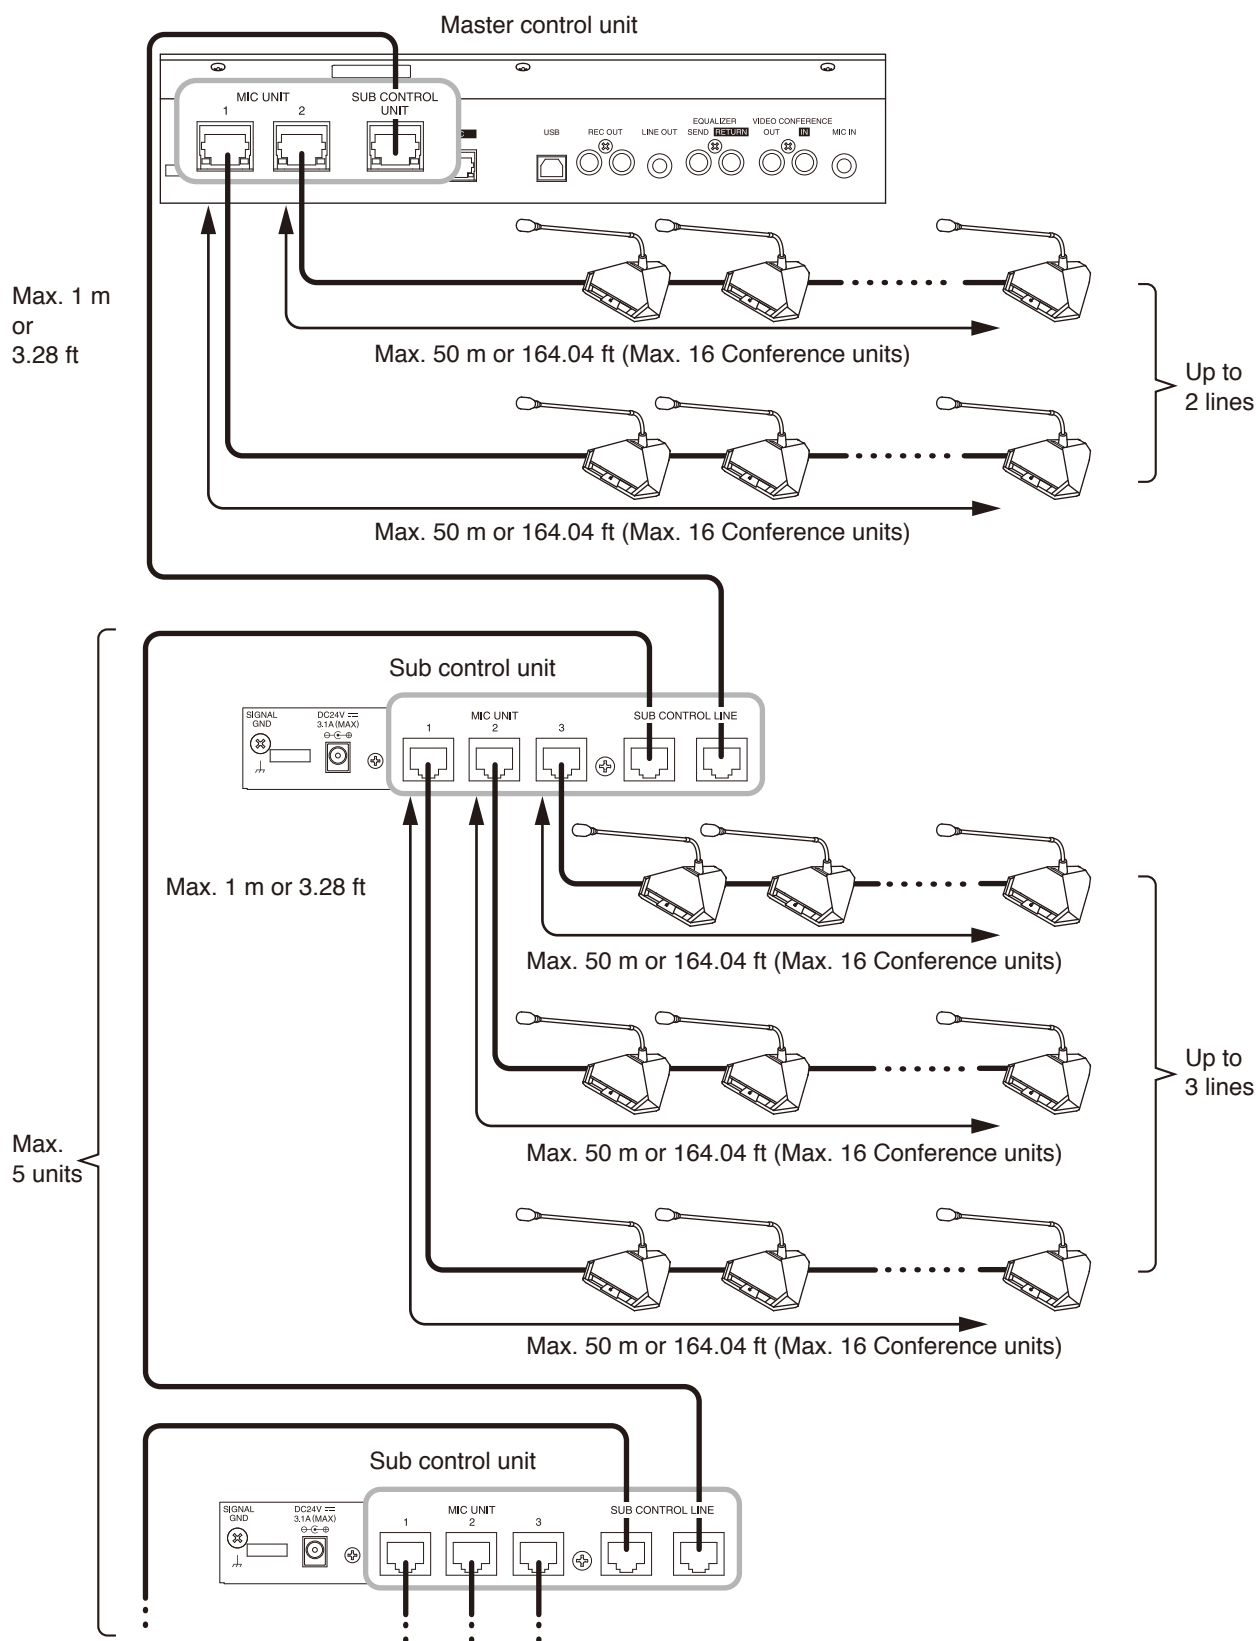 Master control unit
MIC UNIT
1
2
SUB CONTROL
UNIT
USB
REC OUT
LINE OUT
EQUALIZER
SEND RETURN
VIDEO CONFERENCE
OUT IN
MIC IN
Max. 1 m
or
3.28 ft
Max. 50 m or 164.04 ft (Max. 16 Conference units)
Up to
2 lines
Max. 50 m or 164.04 ft (Max. 16 Conference units)
Sub control unit
SIGNAL
GND
DC24V
3.1A (MAX)
MIC UNIT
1
2
3
SUB CONTROL LINE
Max. 1 m or 3.28 ft
Max. 50 m or 164.04 ft (Max. 16 Conference units)
Up to
3 lines
Max. 50 m or 164.04 ft (Max. 16 Conference units)
Max.
5 units
Max. 50 m or 164.04 ft (Max. 16 Conference units)
Sub control unit
SIGNAL
GND
DC24V
3.1A (MAX)
MIC UNIT
1
2
3
SUB CONTROL LINE